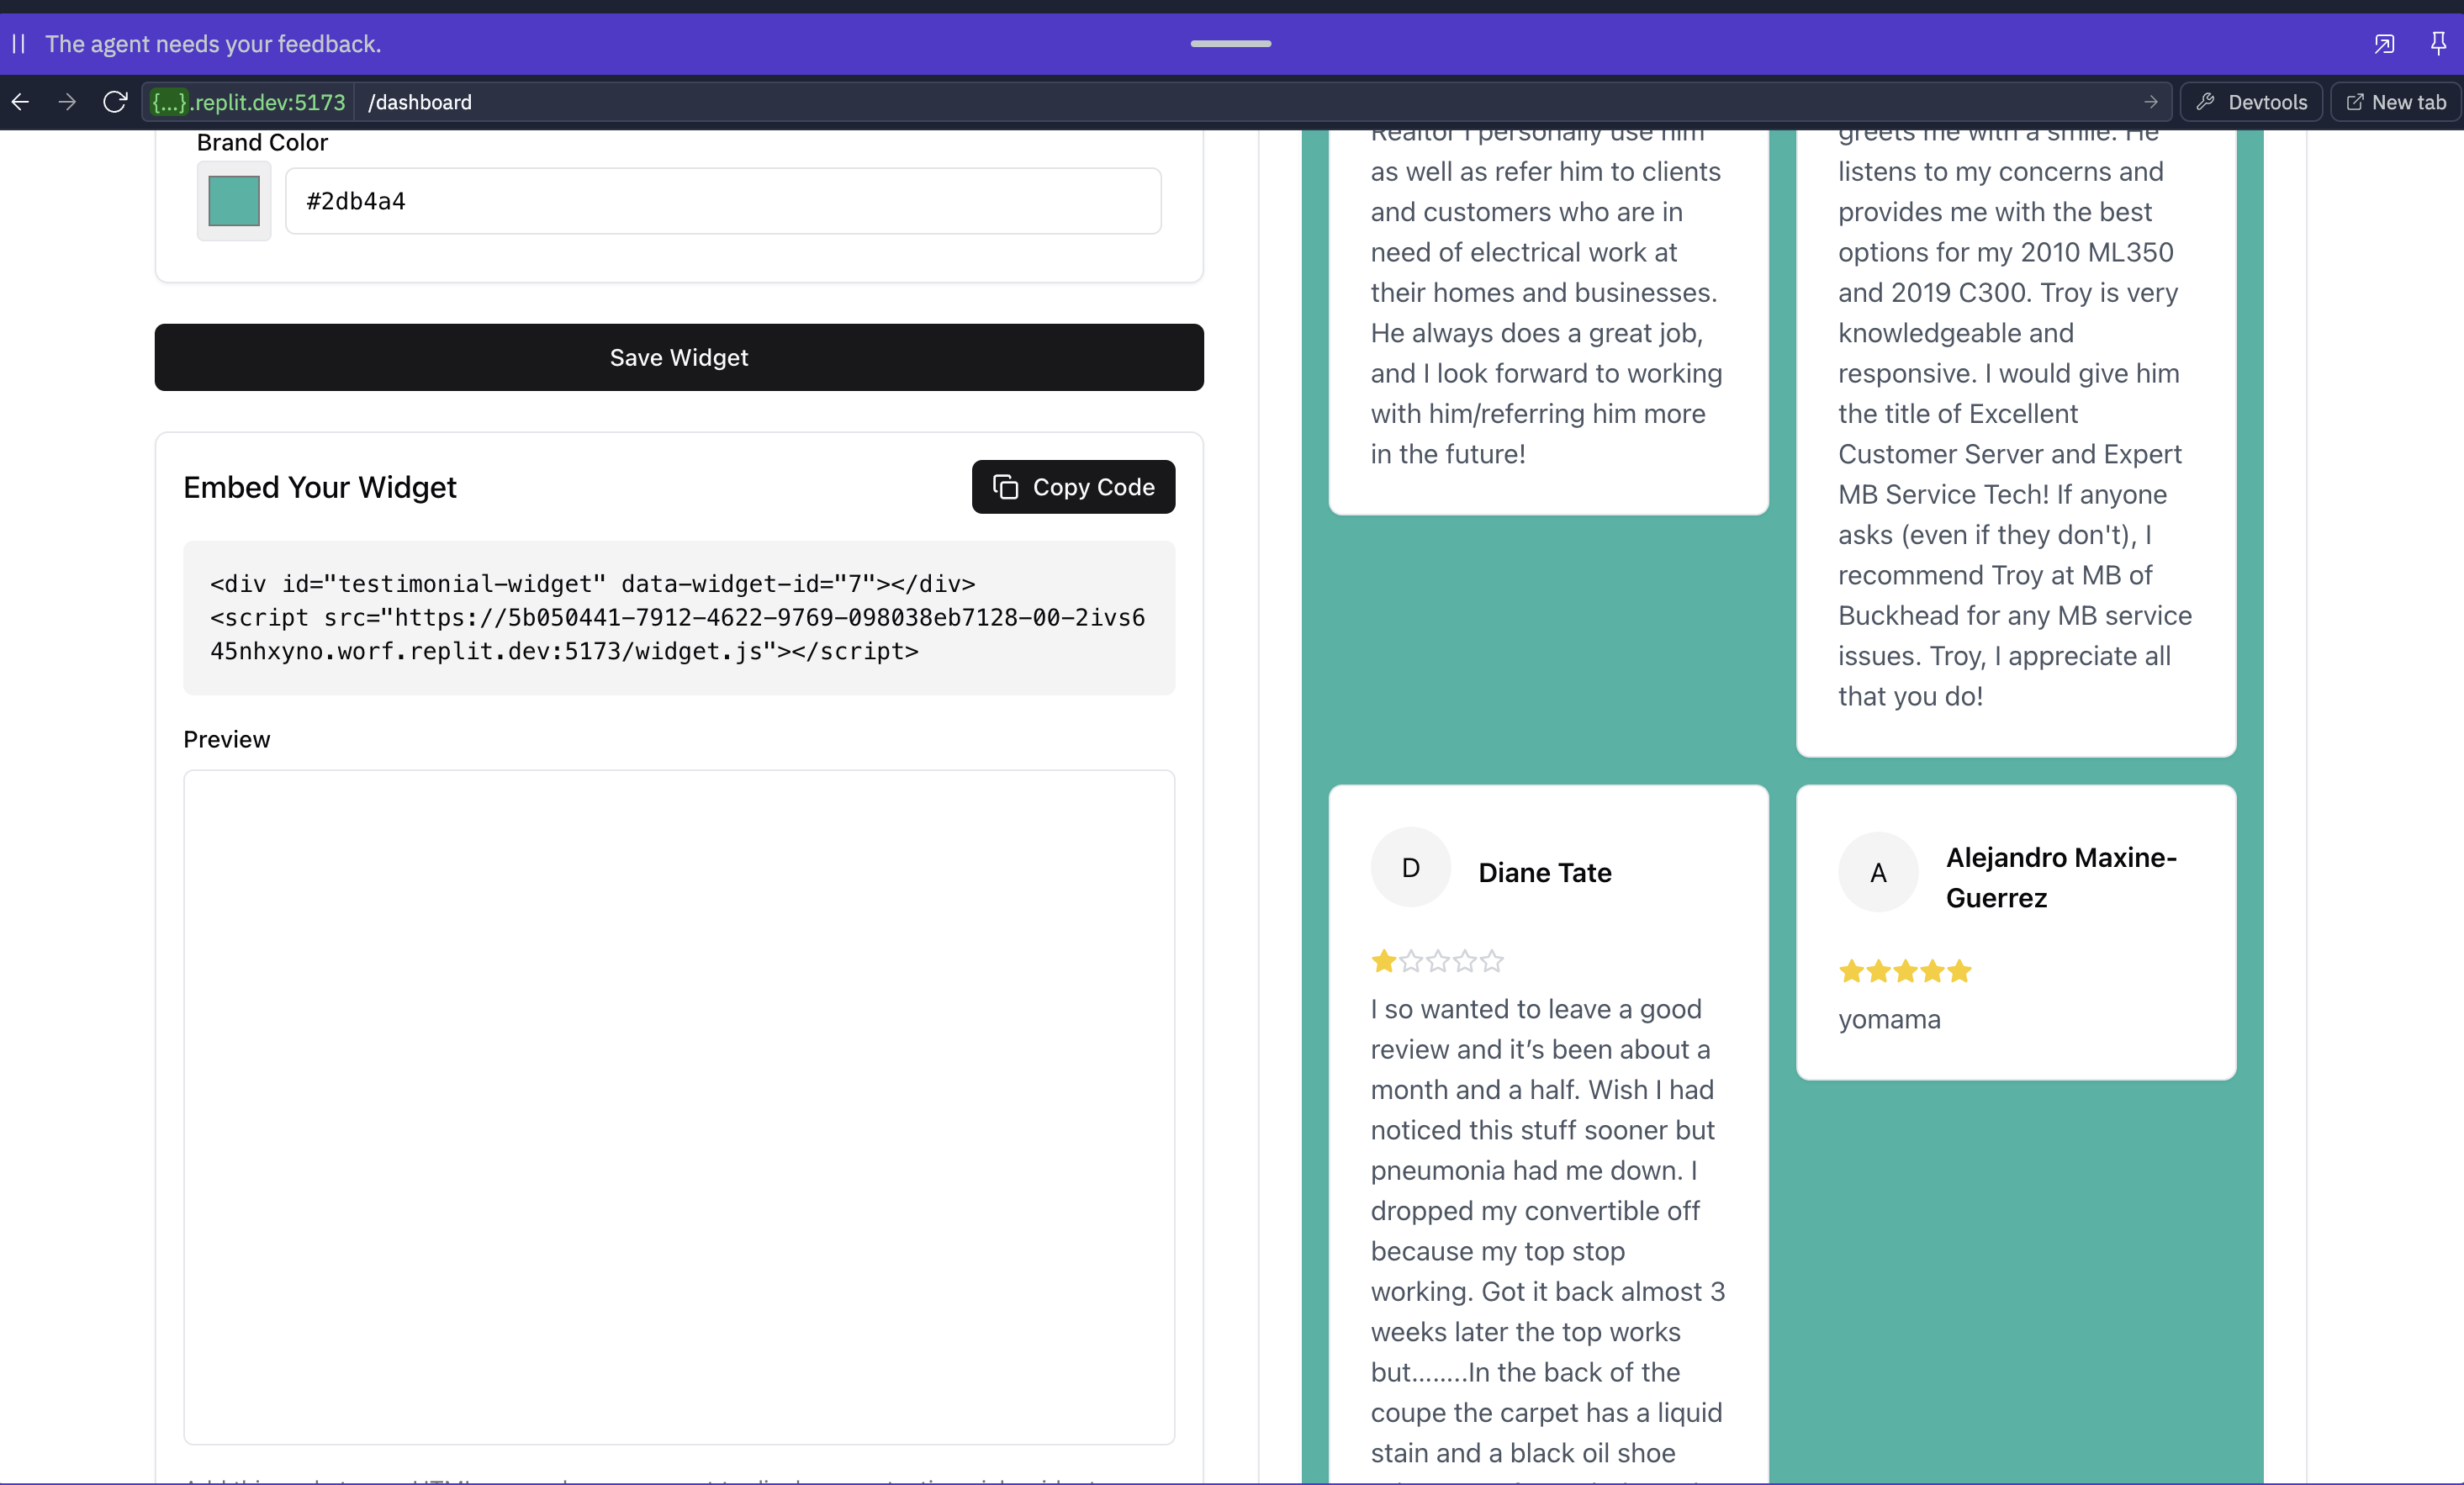 The agent needs your feedback.
{...}.replit.dev:5173 /dashboard
Devtools
New tab
Brand Color
#2db4a4
Save Widget
Embed Your Widget
Copy Code
<div id="testimonial-widget" data-widget-id="7"></div>
<script src="https://5b050441-7912-4622-9769-098038eb7128-00-2ivs6
45nhxyno.worf.replit.dev:5173/widget.js"></script>
Preview
Realtor I personally use him
as well as refer him to clients
and customers who are in
need of electrical work at
their homes and businesses.
He always does a great job,
and I look forward to working
with him/referring him more
in the future!
greets me with a smile. He
listens to my concerns and
provides me with the best
options for my 2010 ML350
and 2019 C300. Troy is very
knowledgeable and
responsive. I would give him
the title of Excellent
Customer Server and Expert
MB Service Tech! If anyone
asks (even if they don't), I
recommend Troy at MB of
Buckhead for any MB service
issues. Troy, I appreciate all
that you do!
D
Diane Tate
I so wanted to leave a good
review and it’s been about a
month and a half. Wish I had
noticed this stuff sooner but
pneumonia had me down. I
dropped my convertible off
because my top stop
working. Got it back almost 3
weeks later the top works
but........In the back of the
coupe the carpet has a liquid
stain and a black oil shoe
A
Alejandro Maxine-
Guerrez
yomama